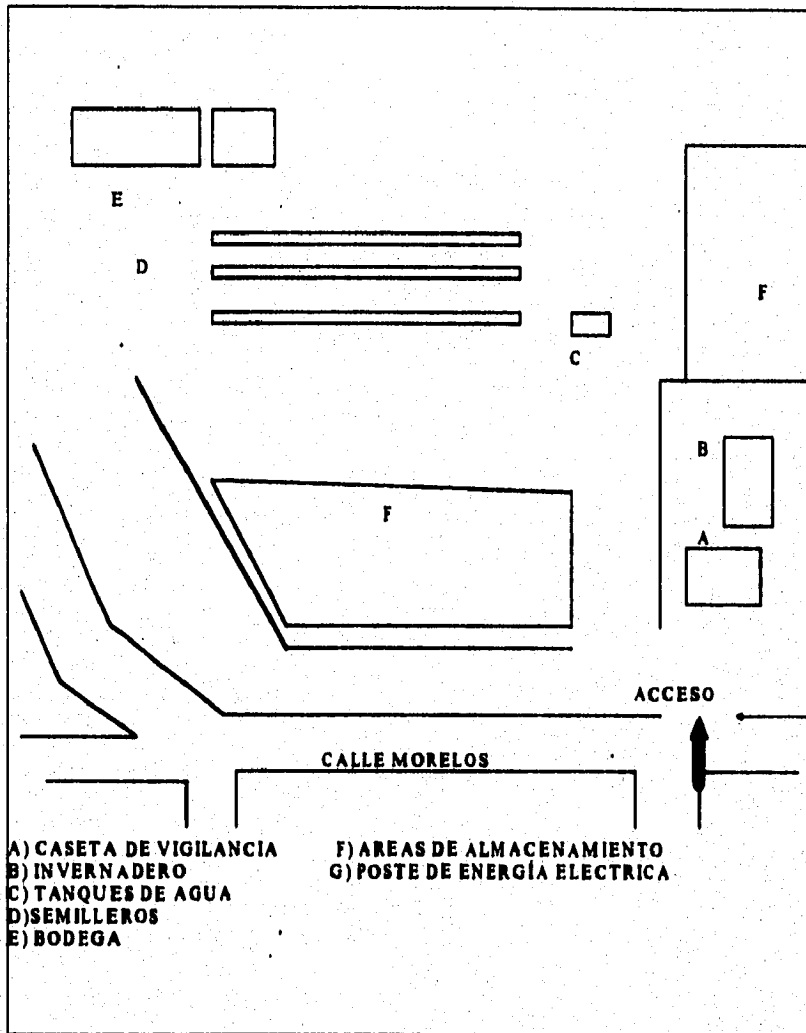 E
D
F
C
B
F
A
ACCESO
CALLE MORELOS
A) CASETA DE VIGILANCIA
B) INVERNADERO
C) TANQUES DE AGUA
D)SEMILLEROS
E) BODEGA
F) AREAS DE ALMACENAMIENTO
G) POSTE DE ENERGÍA ELECTRICA